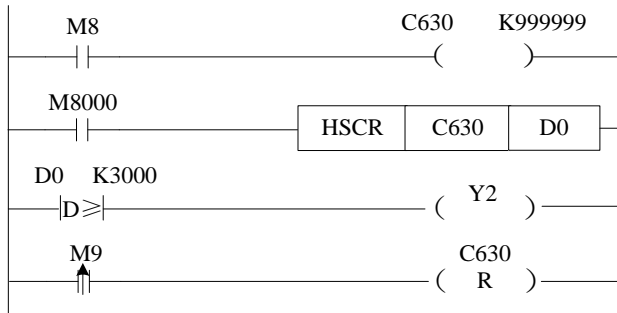 M8 C630 K999999
( )
M8000
HSCR C630 D0
D0 K3000
D≥ ( Y2 )
M9 C630
( R )